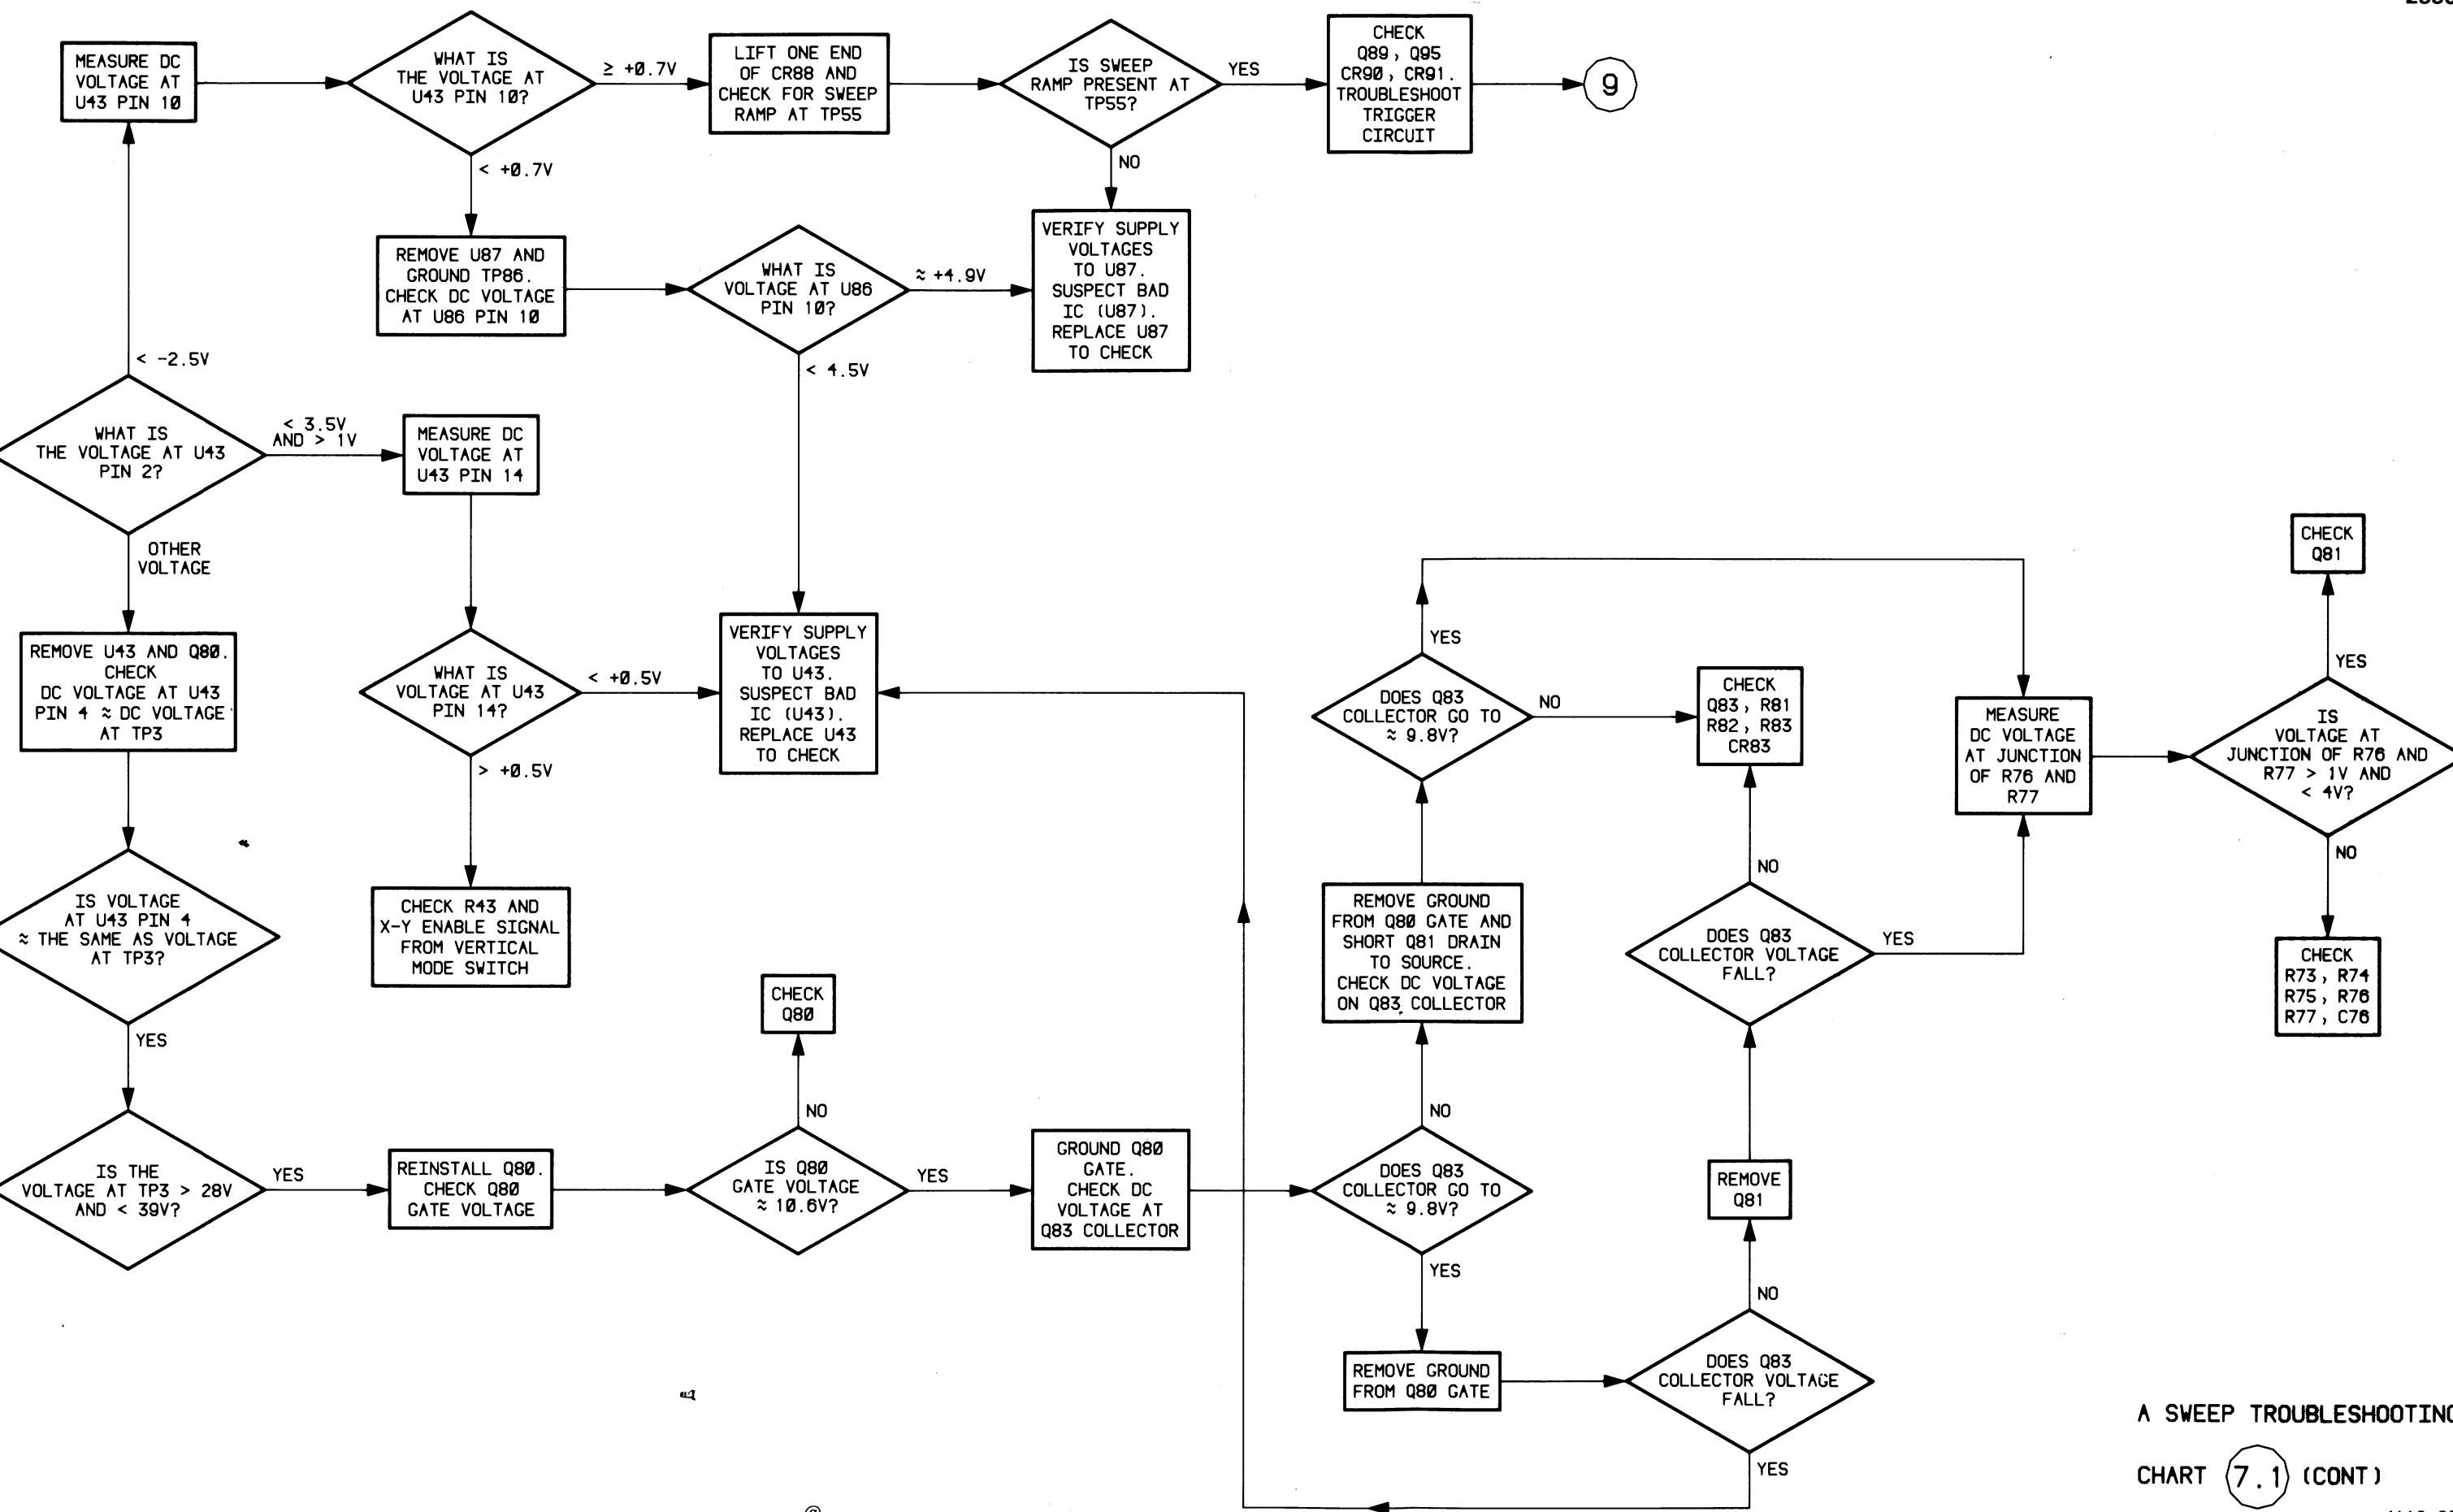 MEASURE DC
VOLTAGE AT
U43 PIN 10
WHAT IS
THE VOLTAGE AT
U43 PIN 10?
≥ +0.7V
LIFT ONE END
OF CR88 AND
CHECK FOR SWEEP
RAMP AT TP55
IS SWEEP
RAMP PRESENT AT
TP55?
YES
CHECK
Q89, Q95
CR90, CR91.
TROUBLESHOOT
TRIGGER
CIRCUIT
9
< +0.7V
NO
REMOVE U87 AND
GROUND TP86.
CHECK DC VOLTAGE
AT U86 PIN 10
WHAT IS
VOLTAGE AT U86
PIN 10?
≈ +4.9V
VERIFY SUPPLY
VOLTAGES
TO U87.
SUSPECT BAD
IC (U87).
REPLACE U87
TO CHECK
< 4.5V
< -2.5V
WHAT IS
THE VOLTAGE AT U43
PIN 2?
< 3.5V
AND > 1V
MEASURE DC
VOLTAGE AT
U43 PIN 14
OTHER
VOLTAGE
REMOVE U43 AND Q80.
CHECK
DC VOLTAGE AT U43
PIN 4 ≈ DC VOLTAGE
AT TP3
WHAT IS
VOLTAGE AT U43
PIN 14?
< +0.5V
VERIFY SUPPLY
VOLTAGES
TO U43.
SUSPECT BAD
IC (U43).
REPLACE U43
TO CHECK
> +0.5V
CHECK R43 AND
X-Y ENABLE SIGNAL
FROM VERTICAL
MODE SWITCH
IS VOLTAGE
AT U43 PIN 4
≈ THE SAME AS VOLTAGE
AT TP3?
YES
IS THE
VOLTAGE AT TP3 > 28V
AND < 39V?
YES
REINSTALL Q80.
CHECK Q80
GATE VOLTAGE
IS Q80
GATE VOLTAGE
≈ 10.6V?
NO
CHECK
Q80
YES
GROUND Q80
GATE.
CHECK DC
VOLTAGE AT
Q83 COLLECTOR
DOES Q83
COLLECTOR GO TO
≈ 9.8V?
NO
REMOVE GROUND
FROM Q80 GATE AND
SHORT Q81 DRAIN
TO SOURCE.
CHECK DC VOLTAGE
ON Q83 COLLECTOR
DOES Q83
COLLECTOR GO TO
≈ 9.8V?
YES
NO
CHECK
Q83, R81
R82, R83
CR83
YES
REMOVE GROUND
FROM Q80 GATE
DOES Q83
COLLECTOR VOLTAGE
FALL?
YES
NO
REMOVE
Q81
DOES Q83
COLLECTOR VOLTAGE
FALL?
NO
YES
MEASURE
DC VOLTAGE
AT JUNCTION
OF R76 AND
R77
IS
VOLTAGE AT
JUNCTION OF R76 AND
R77 > 1V AND
< 4V?
YES
CHECK
Q81
NO
CHECK
R73, R74
R75, R76
R77, C76
A SWEEP TROUBLESHOOTING
CHART 7.1 (CONT)